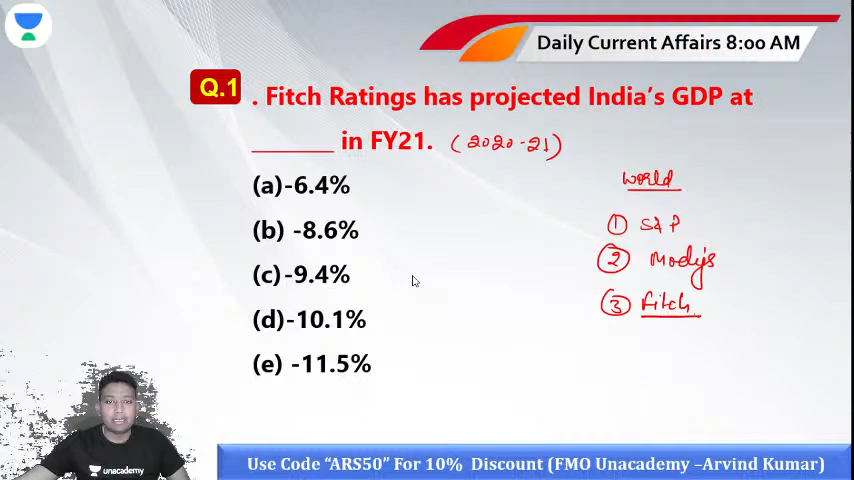 Daily Current Affairs 8:00 AM
Q.1 . Fitch Ratings has projected India's GDP at
______ in FY21. (2020-21)
(a)-6.4%
(b) -8.6%
(c)-9.4%
(d)-10.1%
(e) -11.5%
world
1 S&P
2 Mody's
3 Fitch
unacademy
Use Code "ARS50" For 10% Discount (FMO Unacademy –Arvind Kumar)